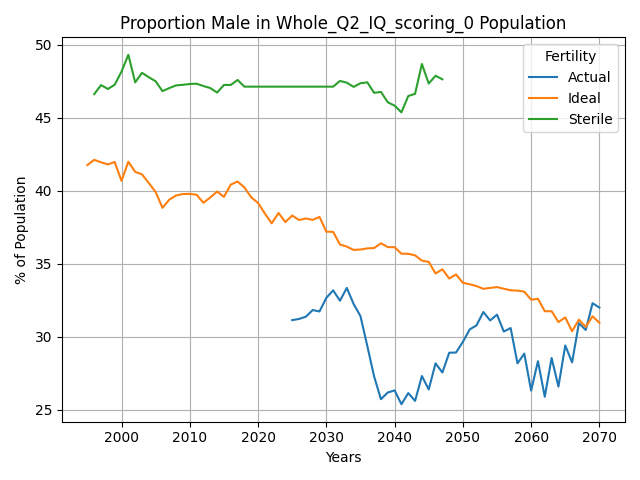 Proportion Male in Whole_Q2_IQ_scoring_0 Population
Fertility
Actual
Ideal
Sterile
% of Population
50
45
40
35
30
25
2000 2010 2020 2030 2040 2050 2060 2070
Years